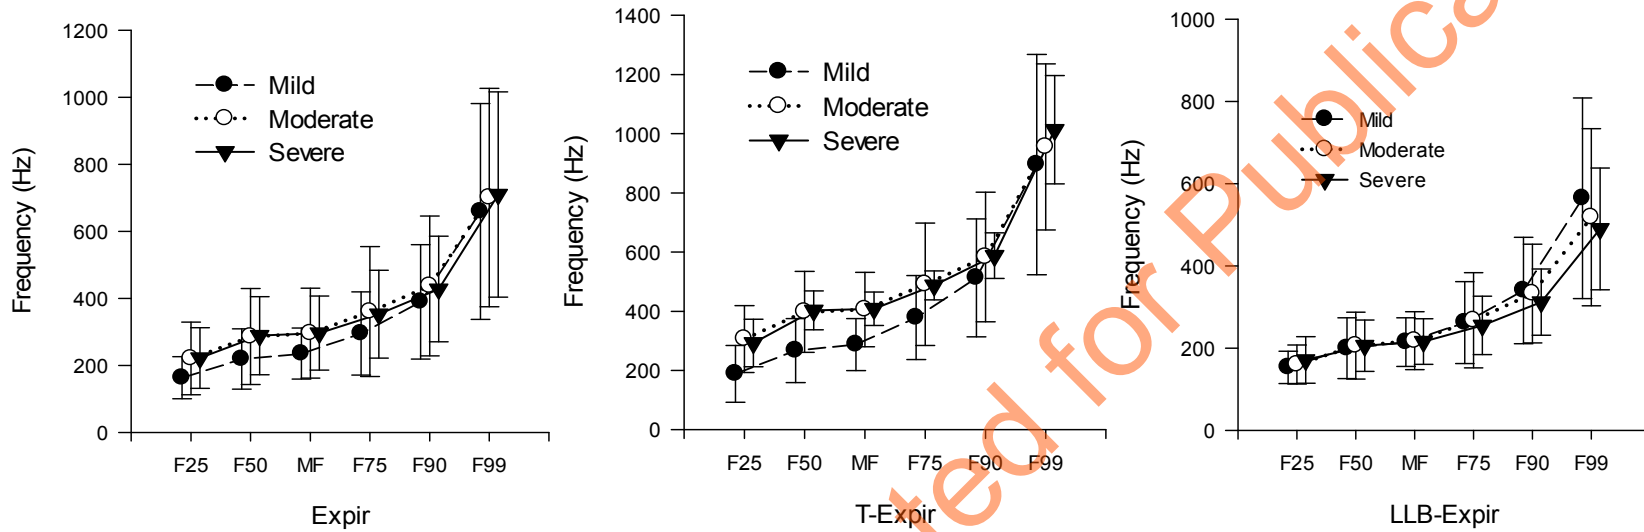 1200
1000
800
600
400
200
0
Frequency (Hz)
Mild
Moderate
Severe
F25 F50 MF F75 F90 F99
Expir
1400
1200
1000
800
600
400
200
0
Frequency (Hz)
Mild
Moderate
Severe
F25 F50 MF F75 F90 F99
T-Expir
1000
800
600
400
200
0
Frequency (Hz)
Mild
Moderate
Severe
F25 F50 MF F75 F90 F99
LLB-Expir
ted for Publica